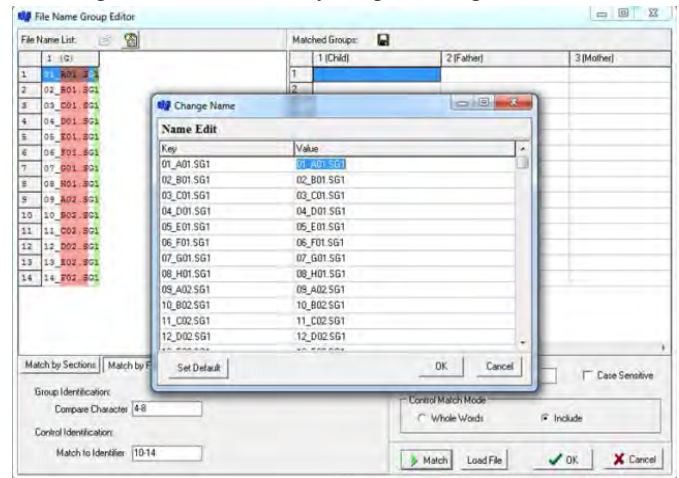 File Name Group Editor
File Name List:
Matched Groups:
1 (G)
1 (Child) 2 (Father) 3 (Mother)
1
2
1
2 02_B01.SG1
3 03_C01.SG1
4 04_D01.SG1
5 05_E01.SG1
6 06_F01.SG1
7 07_G01.SG1
8 08_H01.SG1
9 09_A02.SG1
10 10_B02.SG1
11 11_C02.SG1
12 12_D02.SG1
13 13_E02.SG1
14 14_F02.SG1
Change Name
Name Edit
Key Value
01_A01.SG1 01_A01.SG1
02_B01.SG1 02_B01.SG1
03_C01.SG1 03_C01.SG1
04_D01.SG1 04_D01.SG1
05_E01.SG1 05_E01.SG1
06_F01.SG1 06_F01.SG1
07_G01.SG1 07_G01.SG1
08_H01.SG1 08_H01.SG1
09_A02.SG1 09_A02.SG1
10_B02.SG1 10_B02.SG1
11_C02.SG1 11_C02.SG1
12_D02.SG1 12_D02.SG1
Set Default OK Cancel
Match by Sections Match by F
Case Sensitive
Group Identification:
Compare Character 4-8
Control Identification:
Match to Identifier 10-14
Control Match Mode
Whole Words Include
Match Load File OK Cancel